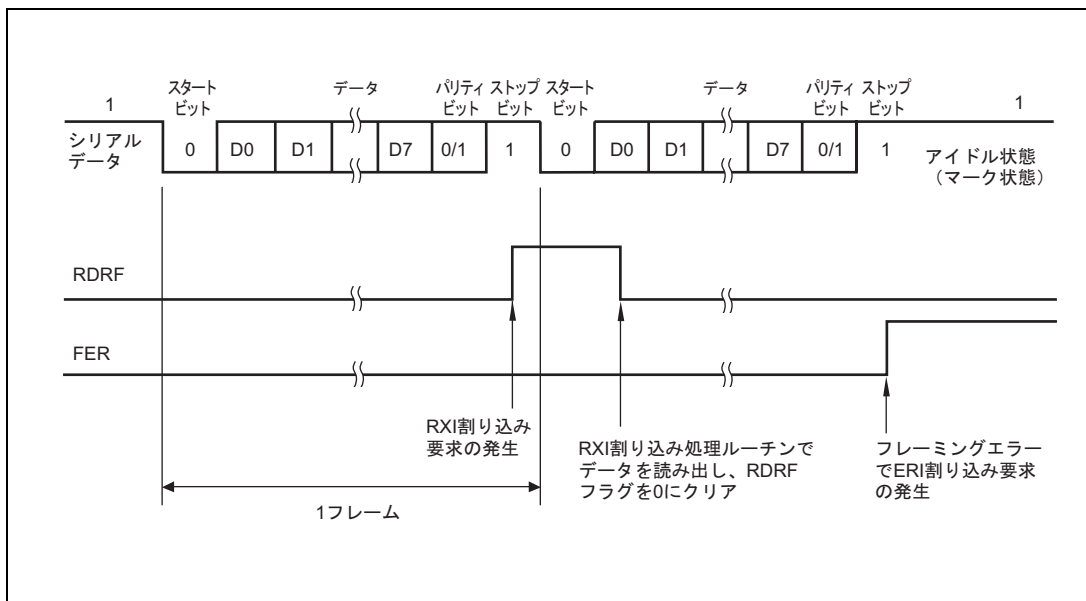 1
スタート
ビット
データ
パリティ
ビット
ストップ
ビット
スタート
ビット
データ
パリティ
ビット
ストップ
ビット
1
シリアル
データ
0
D0
D1
D7
0/1
1
0
D0
D1
D7
0/1
1
アイドル状態
（マーク状態）
RDRF
FER
RXI割り込み
要求の発生
RXI割り込み処理ルーチンで
データを読み出し、RDRF
フラグを0にクリア
フレーミングエラー
でERI割り込み要求
の発生
1フレーム